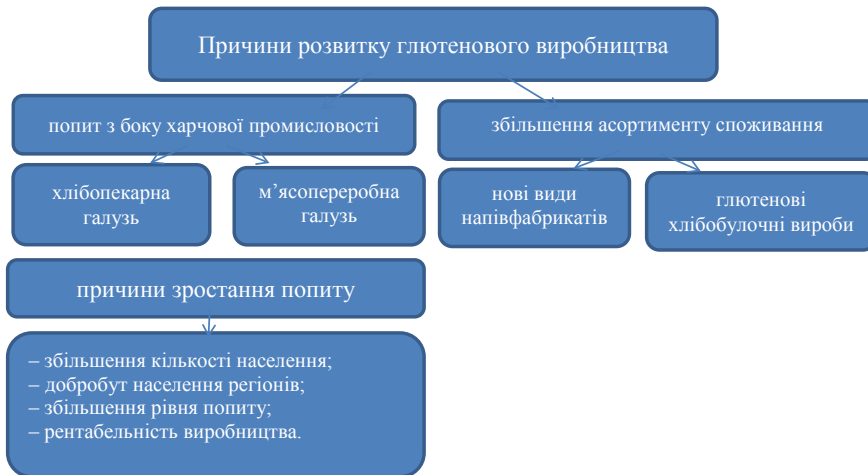 Причини розвитку глютенового виробництва
попит з боку харчової промисловості
збільшення асортименту споживання
хлібопекарна
галузь
м’ясопереробна
галузь
нові види
напівфабрикатів
глютенові
хлібобулочні вироби
причини зростання попиту
– збільшення кількості населення;
– добробут населення регіонів;
– збільшення рівня попиту;
– рентабельність виробництва.